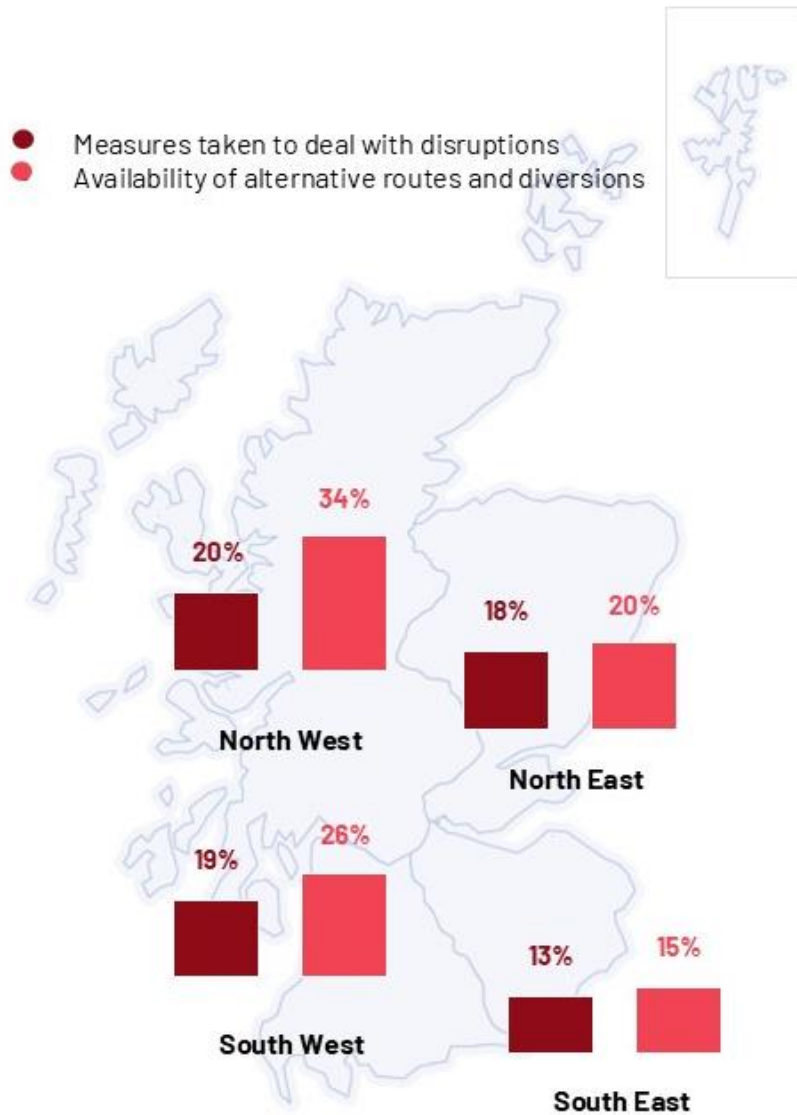 Measures taken to deal with disruptions
Availability of alternative routes and diversions
34%
20%
18%
20%
North West
North East
26%
19%
13%
15%
South West
South East